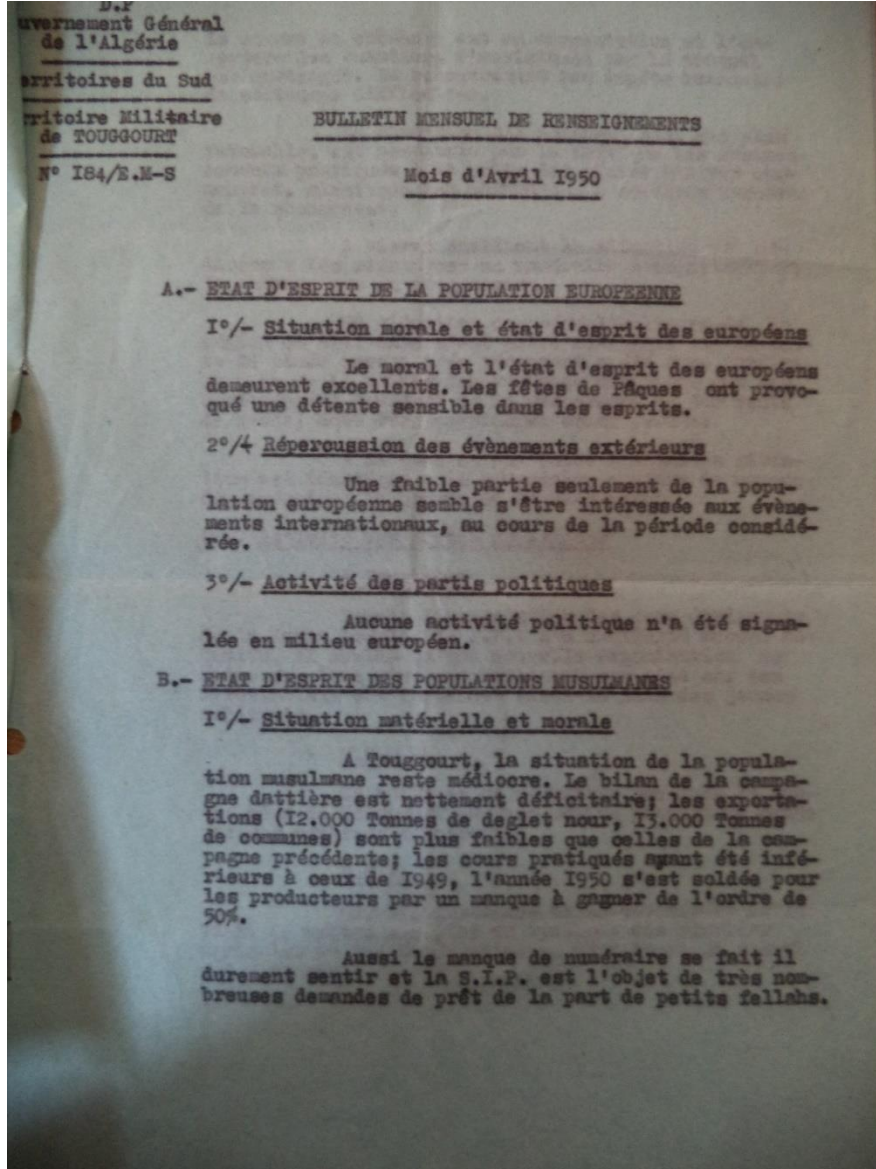 D.P
uvernement Général
de l'Algérie
erritoires du Sud
rritoire Militaire
de TOUGGOURT
N° I84/E.M-S
BULLETIN MENSUEL DE RENSEIGNEMENTS
Mois d'Avril I950
A.- ETAT D'ESPRIT DE LA POPULATION EUROPEENNE
I°/- Situation morale et état d'esprit des européens
Le moral et l'état d'esprit des européens
demeurent excellents. Les fêtes de Pâques ont provo-
qué une détente sensible dans les esprits.
2°/- Répercussion des évènements extérieurs
Une faible partie seulement de la popu-
lation européenne semble s'être intéressée aux évène-
ments internationaux, au cours de la période considé-
rée.
3°/- Activité des partis politiques
Aucune activité politique n'a été signa-
lée en milieu européen.
B.- ETAT D'ESPRIT DES POPULATIONS MUSULMANES
I°/- Situation matérielle et morale
A Touggourt, la situation de la popula-
tion musulmane reste médiocre. Le bilan de la campa-
gne dattière est nettement déficitaire; les exporta-
tions (I2.000 Tonnes de deglet nour, I3.000 Tonnes
de communes) sont plus faibles que celles de la cam-
pagne précédente; les cours pratiqués ayant été infé-
rieurs à ceux de I949, l'année I950 s'est soldée pour
les producteurs par un manque à gagner de l'ordre de
50%.
Aussi le manque de numéraire se fait il
durement sentir et la S.I.P. est l'objet de très nom-
breuses demandes de prêt de la part de petits fellahs.